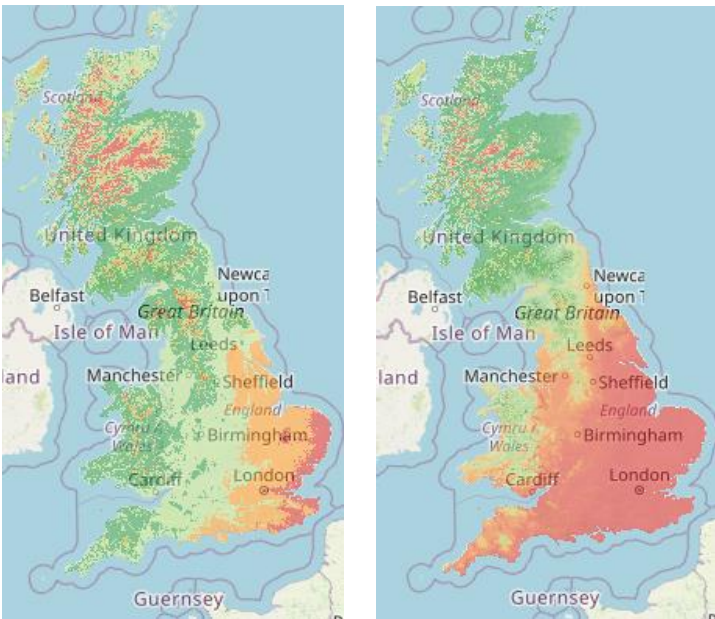 Scotland
United Kingdom
Newca
upon T
Belfast
Great Britain
Isle of Man
Leeds
land
Manchester
Sheffield
England
Cymru /
Wales
Birmingham
Cardiff
London
Guernsey
Scotland
United Kingdom
Newca
upon T
Belfast
Great Britain
Isle of Man
Leeds
land
Manchester
Sheffield
England
Cymru /
Wales
Birmingham
Cardiff
London
Guernsey